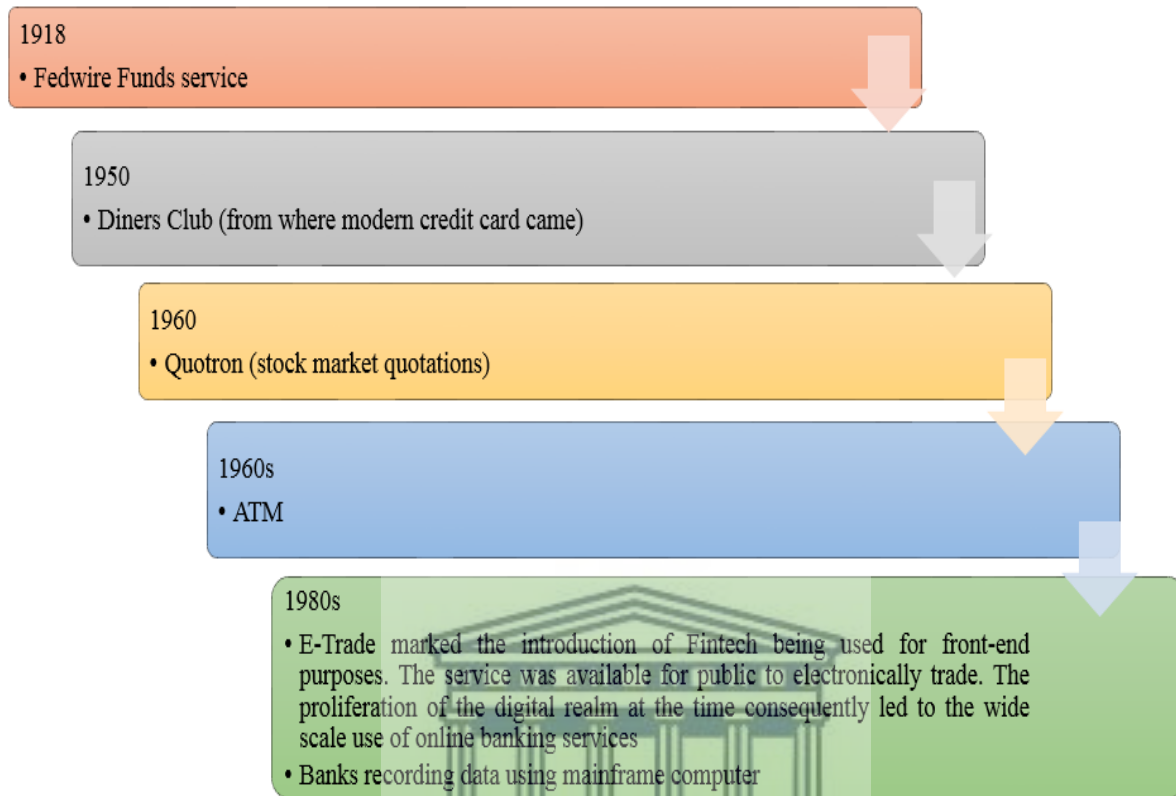 1918
• Fedwire Funds service
1950
• Diners Club (from where modern credit card came)
1960
• Quotron (stock market quotations)
1960s
• ATM
1980s
• E-Trade marked the introduction of Fintech being used for front-end
purposes. The service was available for public to electronically trade. The
proliferation of the digital realm at the time consequently led to the wide
scale use of online banking services
• Banks recording data using mainframe computer